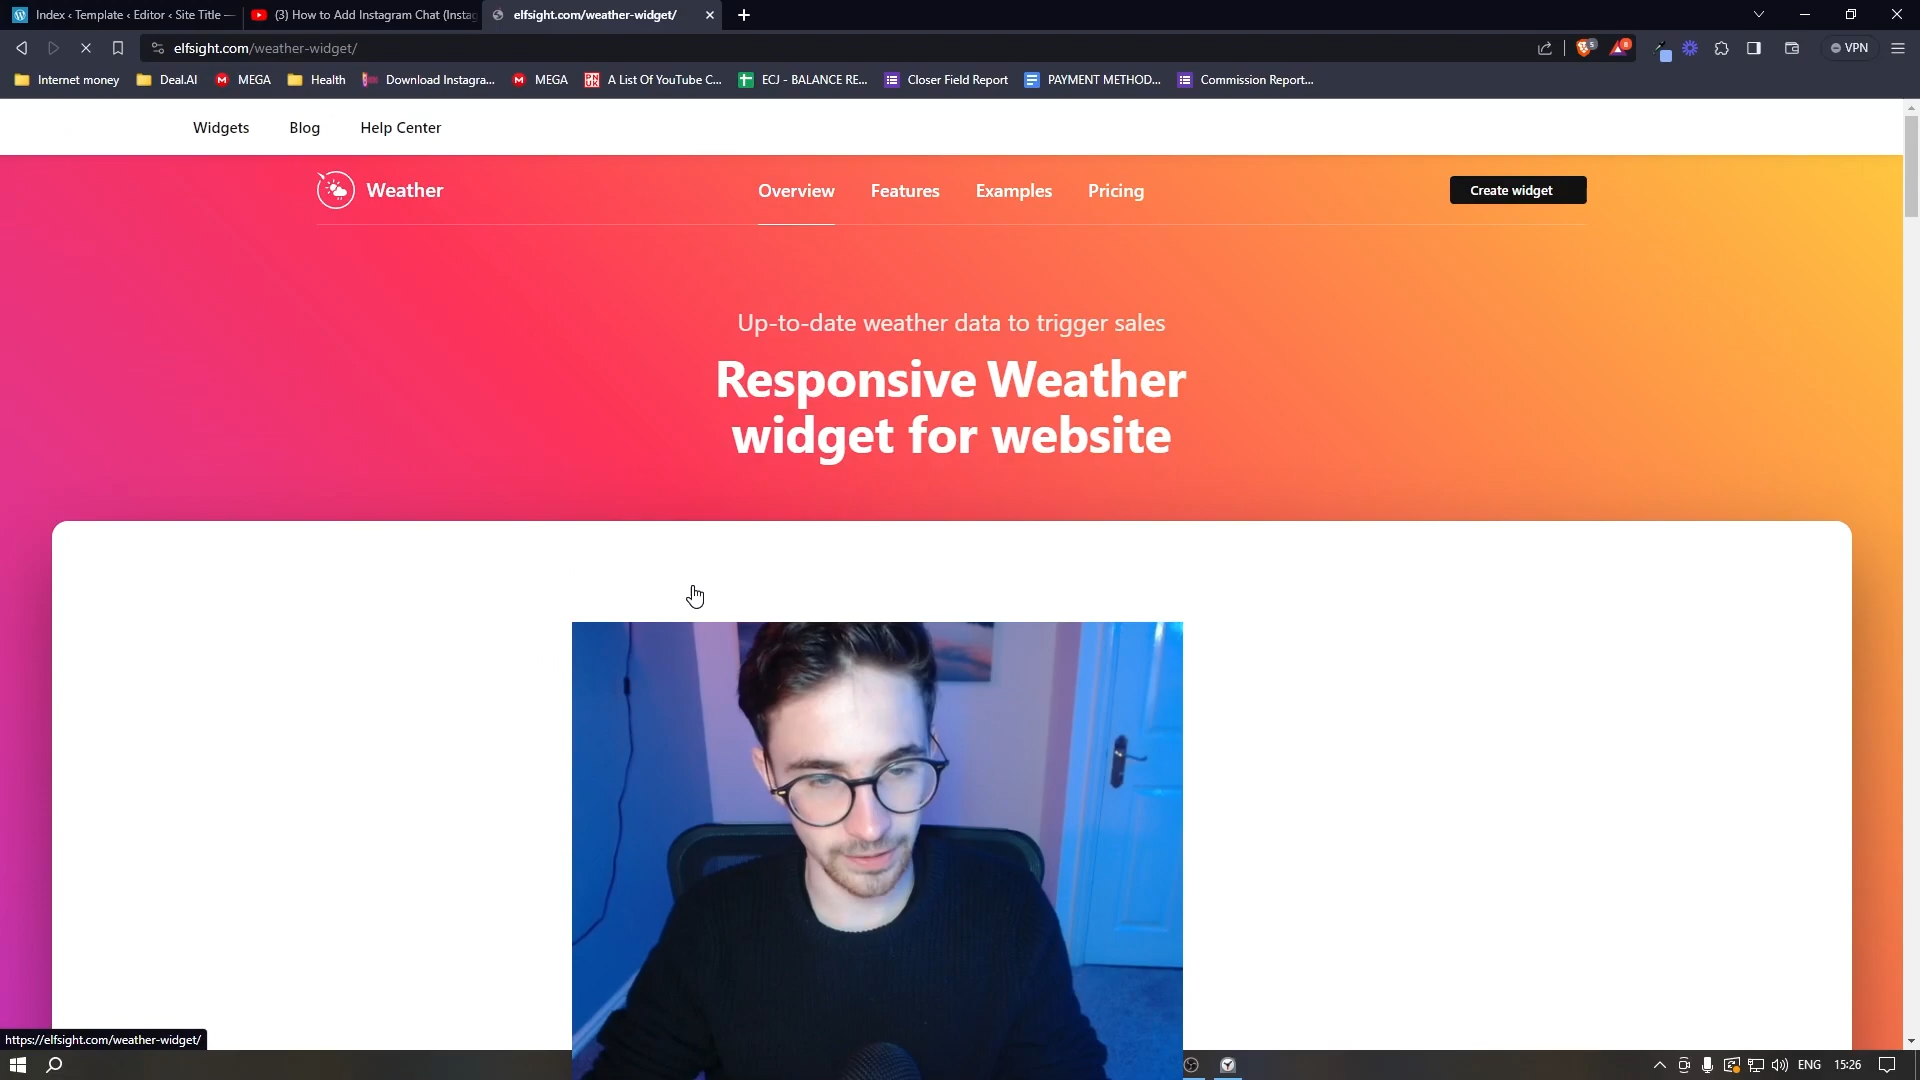 Index ‹ Template ‹ Editor ‹ Site Title —
(3) How to Add Instagram Chat (Instag
elfsight.com/weather-widget/
elfsight.com/weather-widget/
VPN
Internet money
Deal.AI
MEGA
Health
Download Instagra...
MEGA
A List Of YouTube C...
ECJ - BALANCE RE...
Closer Field Report
PAYMENT METHOD...
Commission Report...
Widgets
Blog
Help Center
Weather
Overview
Features
Examples
Pricing
Create widget
Up-to-date weather data to trigger sales
Responsive Weather
widget for website
https://elfsight.com/weather-widget/
ENG
15:26